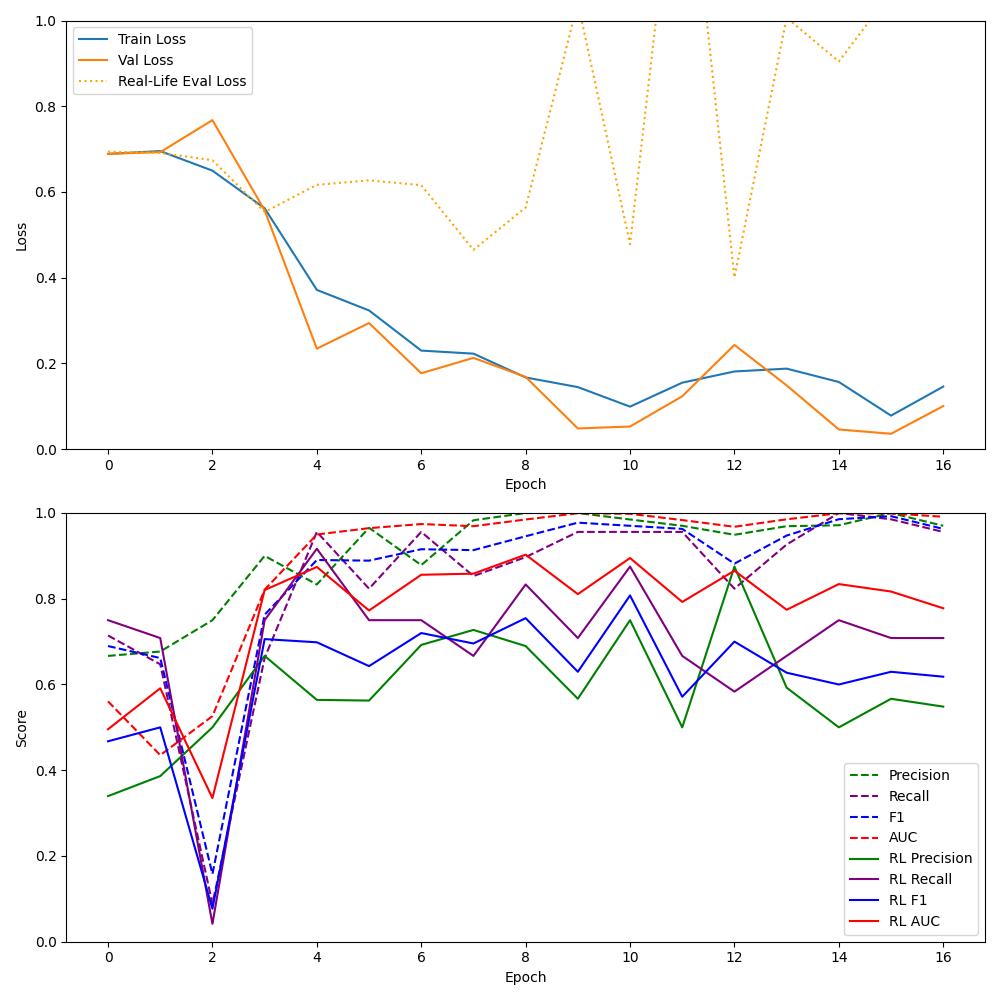 1.0
0.8
0.6
0.4
0.2
0.0
Loss
Train Loss
Val Loss
Real-Life Eval Loss
0 2 4 6 8 10 12 14 16
Epoch
1.0
0.8
0.6
0.4
0.2
0.0
Score
Precision
Recall
F1
AUC
RL Precision
RL Recall
RL F1
RL AUC
0 2 4 6 8 10 12 14 16
Epoch